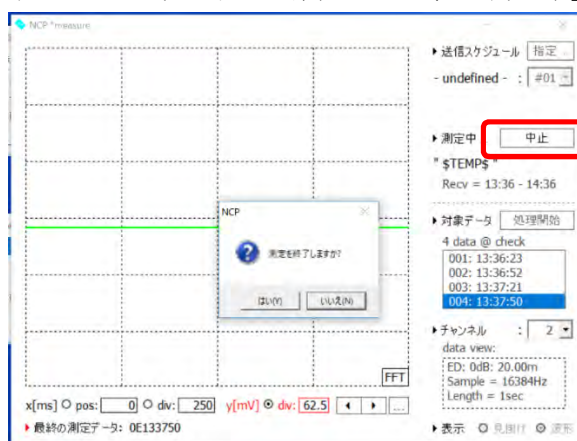 NCP *measure
送信スケジュール 指定...
- undefined - : #01
測定中 中止
" $TEMP$ "
Recv = 13:36 - 14:36
対象データ 処理開始
4 data @ check
001: 13:36:23
002: 13:36:52
003: 13:37:21
004: 13:37:50
NCP
測定を終了しますか?
はい(Y) いいえ(N)
チャンネル : 2
data view:
ED: 0dB: 20.00m
Sample = 16384Hz
Length = 1sec
FFT
x[ms] pos: 0 div: 250 y[mV] div: 62.5 ...
最終の測定データ: 0E133750
表示 見掛け 波形